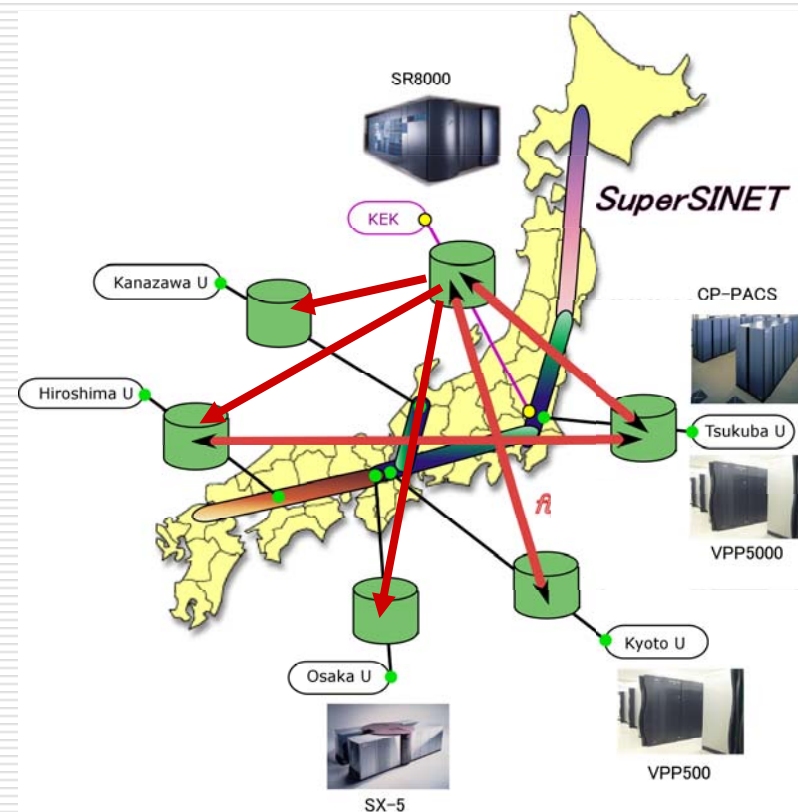 SR8000
SuperSINET
KEK
Kanazawa U
CP-PACS
Hiroshima U
Tsukuba U
VPP5000
Kyoto U
Osaka U
VPP500
SX-5